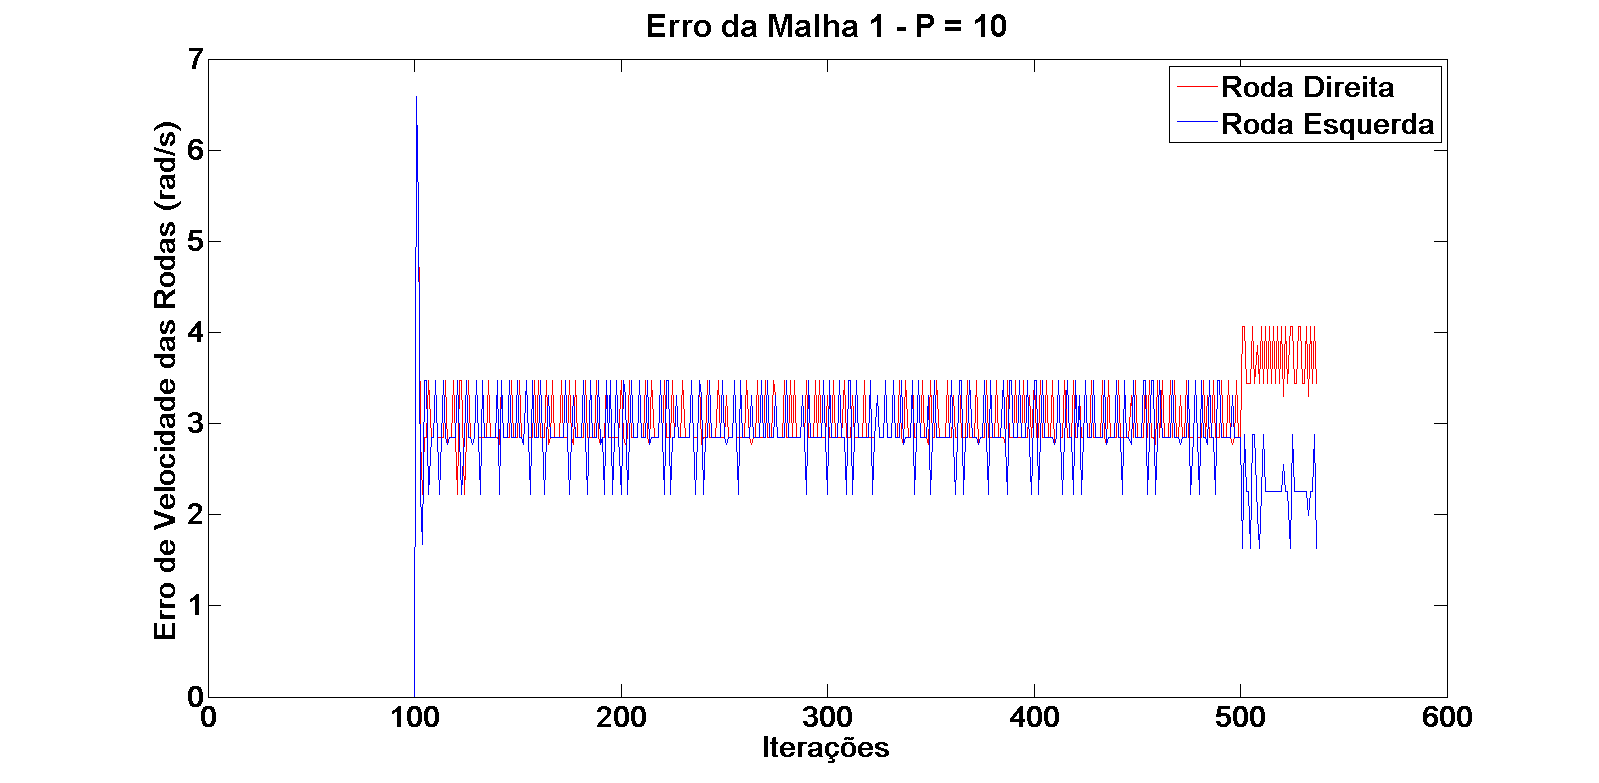 Erro da Malha 1 - P = 10
Roda Direita
Roda Esquerda
Erro de Velocidade das Rodas (rad/s)
7
6
5
4
3
2
1
0
0 100 200 300 400 500 600
Iterações